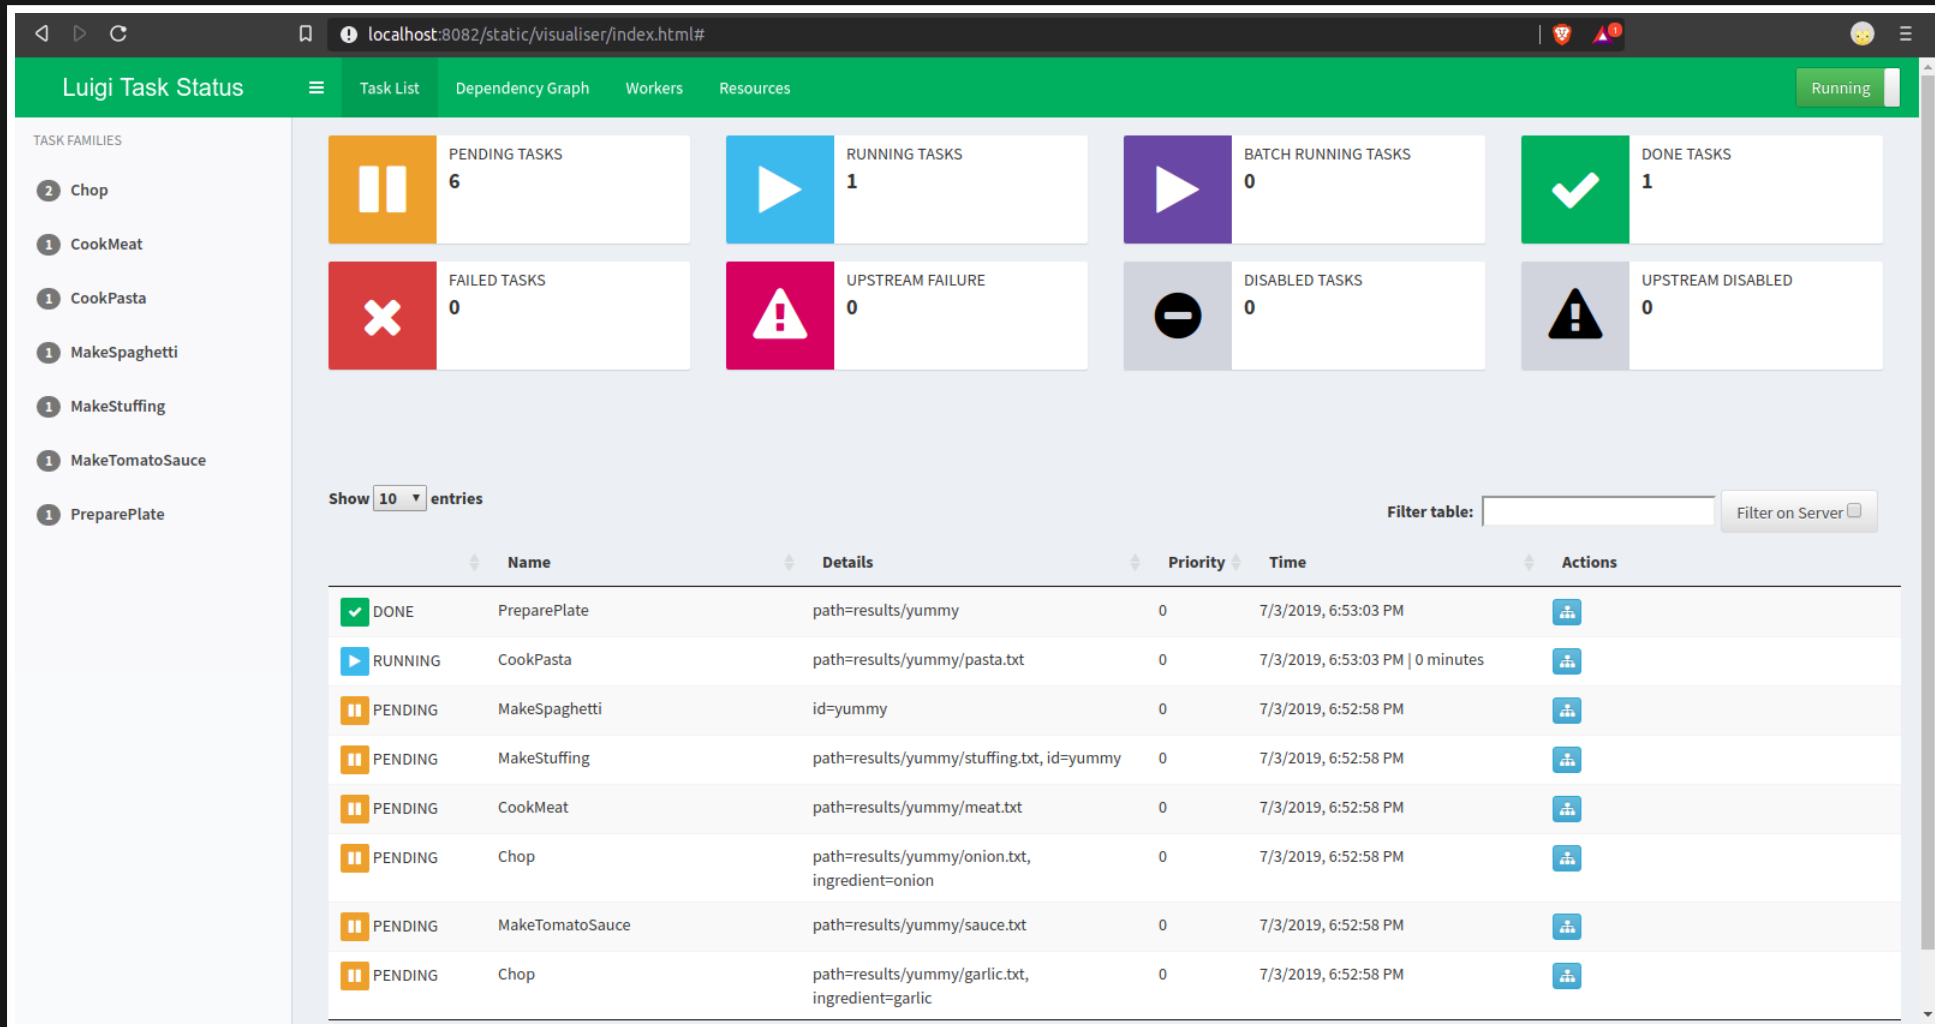 localhost:8082/static/visualiser/index.html#
1
Luigi Task Status
Task List
Dependency Graph
Workers
Resources
Running
TASK FAMILIES
2 Chop
1 CookMeat
1 CookPasta
1 MakeSpaghetti
1 MakeStuffing
1 MakeTomatoSauce
1 PreparePlate
PENDING TASKS
6
RUNNING TASKS
1
BATCH RUNNING TASKS
0
DONE TASKS
1
FAILED TASKS
0
UPSTREAM FAILURE
0
DISABLED TASKS
0
UPSTREAM DISABLED
0
Show 10 entries
Filter table:
Filter on Server
Name Details Priority Time Actions
DONE PreparePlate path=results/yummy 0 7/3/2019, 6:53:03 PM
RUNNING CookPasta path=results/yummy/pasta.txt 0 7/3/2019, 6:53:03 PM | 0 minutes
PENDING MakeSpaghetti id=yummy 0 7/3/2019, 6:52:58 PM
PENDING MakeStuffing path=results/yummy/stuffing.txt, id=yummy 0 7/3/2019, 6:52:58 PM
PENDING CookMeat path=results/yummy/meat.txt 0 7/3/2019, 6:52:58 PM
PENDING Chop path=results/yummy/onion.txt, 0 7/3/2019, 6:52:58 PM
ingredient=onion
PENDING MakeTomatoSauce path=results/yummy/sauce.txt 0 7/3/2019, 6:52:58 PM
PENDING Chop path=results/yummy/garlic.txt, 0 7/3/2019, 6:52:58 PM
ingredient=garlic